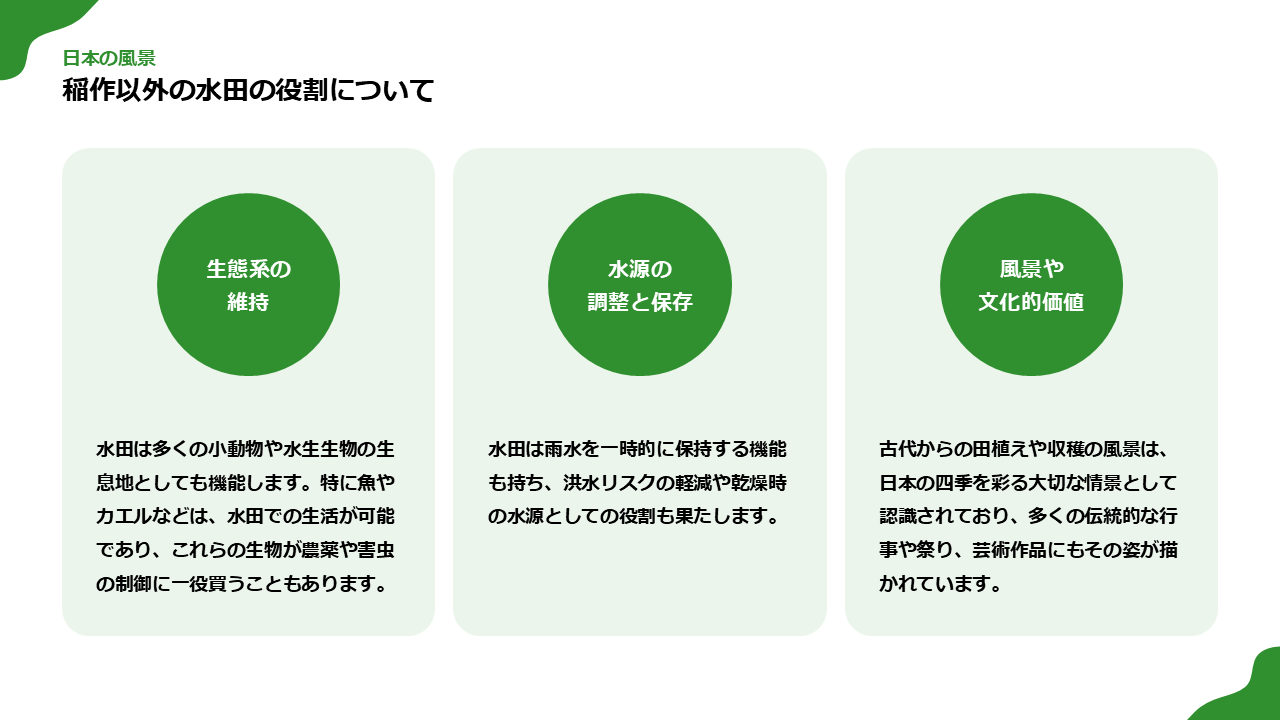 日本の風景
稲作以外の水田の役割について
生態系の
維持
水田は多くの小動物や水生生物の生
息地としても機能します。特に魚や
カエルなどは、水田での生活が可能
であり、これらの生物が農薬や害虫
の制御に一役買うこともあります。
水源の
調整と保存
水田は雨水を一時的に保持する機能
も持ち、洪水リスクの軽減や乾燥時
の水源としての役割も果たします。
風景や
文化的価値
古代からの田植えや収穫の風景は、
日本の四季を彩る大切な情景として
認識されており、多くの伝統的な行
事や祭り、芸術作品にもその姿が描
かれています。